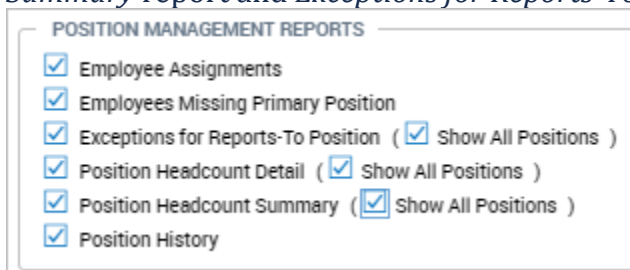 Summary report and Exceptions for Reports-To
POSITION MANAGEMENT REPORTS
Employee Assignments
Employees Missing Primary Position
Exceptions for Reports-To Position ( Show All Positions )
Position Headcount Detail ( Show All Positions )
Position Headcount Summary ( Show All Positions )
Position History